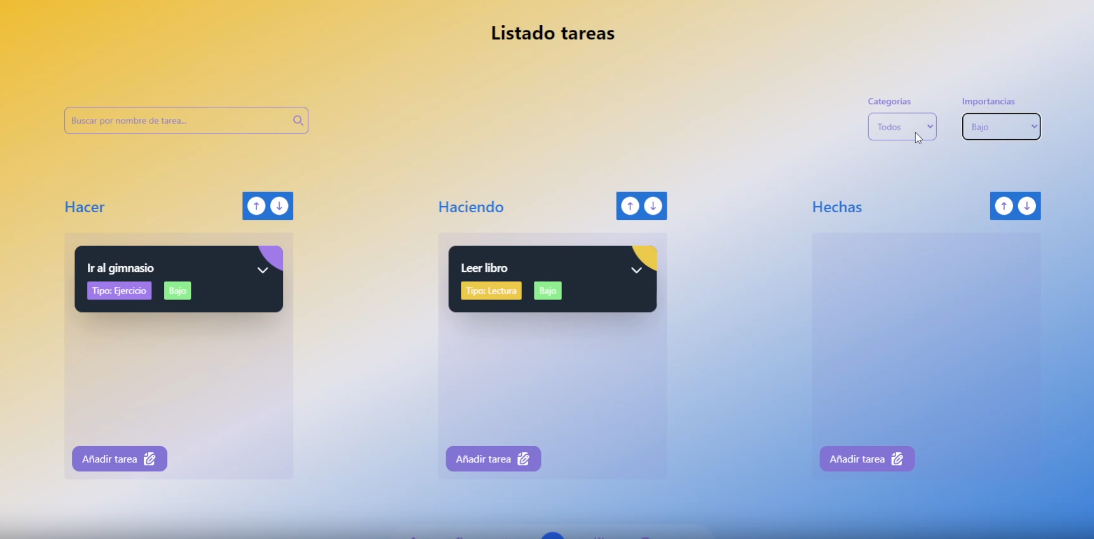 Listado tareas
Categorias
Importancias
Buscar por nombre de tarea...
Todos
Bajo
Hacer
Haciendo
Hechas
Ir al gimnasio
Tipo: Ejercicio
Bajo
Leer libro
Tipo: Lectura
Bajo
Añadir tarea
Añadir tarea
Añadir tarea